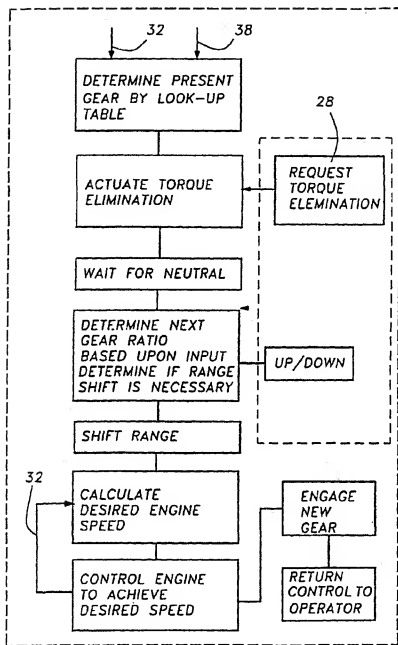 32
38
DETERMINE PRESENT
GEAR BY LOOK-UP
TABLE
28
ACTUATE TORQUE
ELIMINATION
REQUEST
TORQUE
ELEMINATION
WAIT FOR NEUTRAL
DETERMINE NEXT
GEAR RATIO
BASED UPON INPUT
DETERMINE IF RANGE
SHIFT IS NECESSARY
UP/DOWN
SHIFT RANGE
32
CALCULATE
DESIRED ENGINE
SPEED
ENGAGE
NEW
GEAR
CONTROL ENGINE
TO ACHIEVE
DESIRED SPEED
RETURN
CONTROL TO
OPERATOR